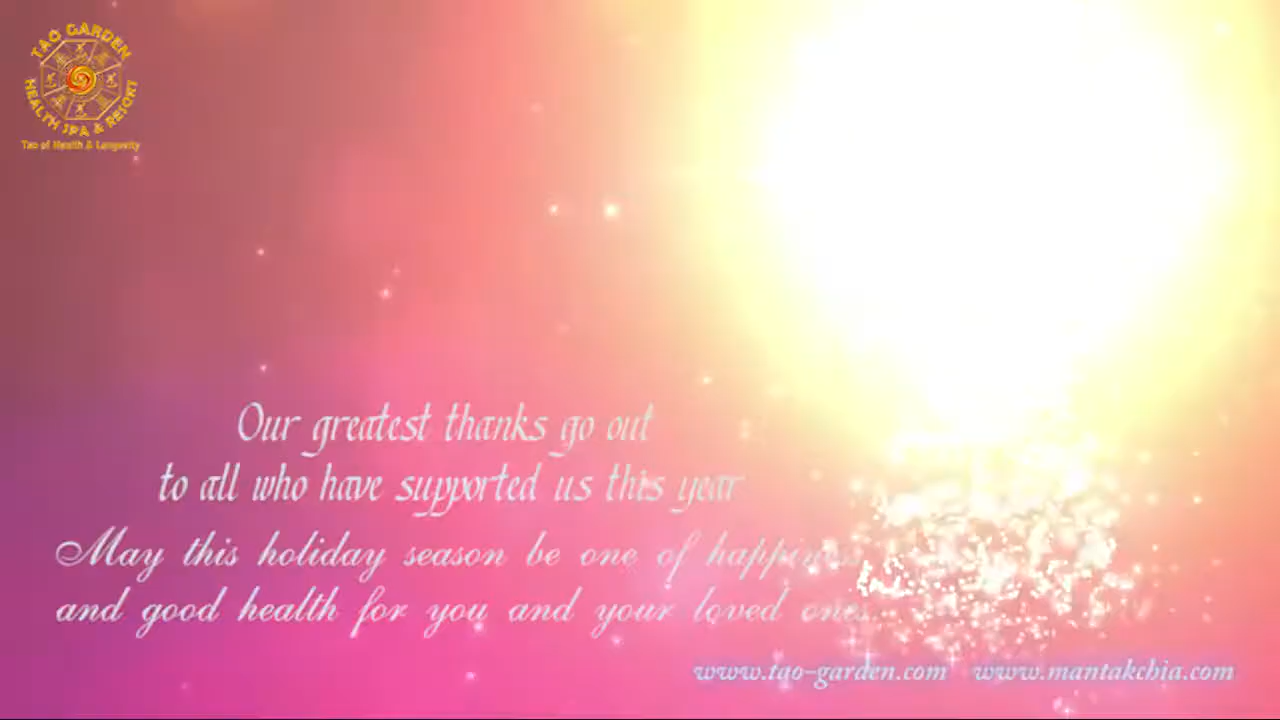 TAO GARDEN
HEALTH SPA & RESORT
Tao of Health & Longevity
Our greatest thanks go out
to all who have supported us this year
May this holiday season be one of happiness
and good health for you and your loved ones.
www.tao-garden.com www.mantakchia.com